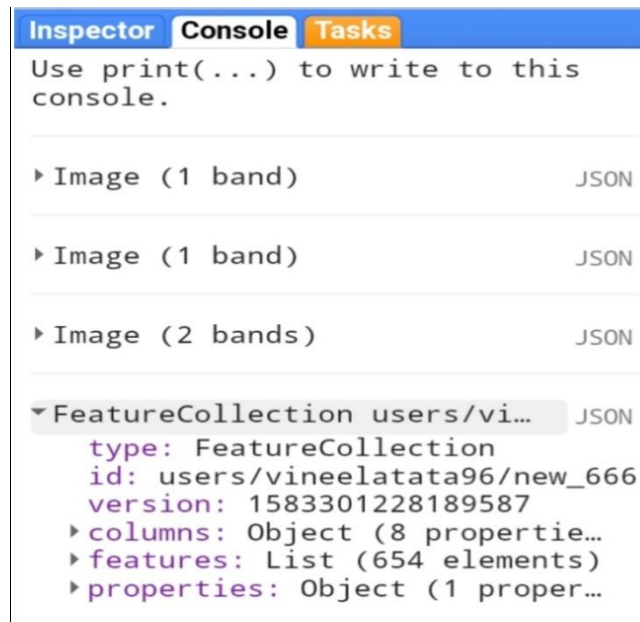 Inspector Console Tasks
Use print(...) to write to this
console.
Image (1 band) JSON
Image (1 band) JSON
Image (2 bands) JSON
FeatureCollection users/vi… JSON
type: FeatureCollection
id: users/vineelatata96/new_666
version: 1583301228189587
columns: Object (8 propertie…
features: List (654 elements)
properties: Object (1 proper…